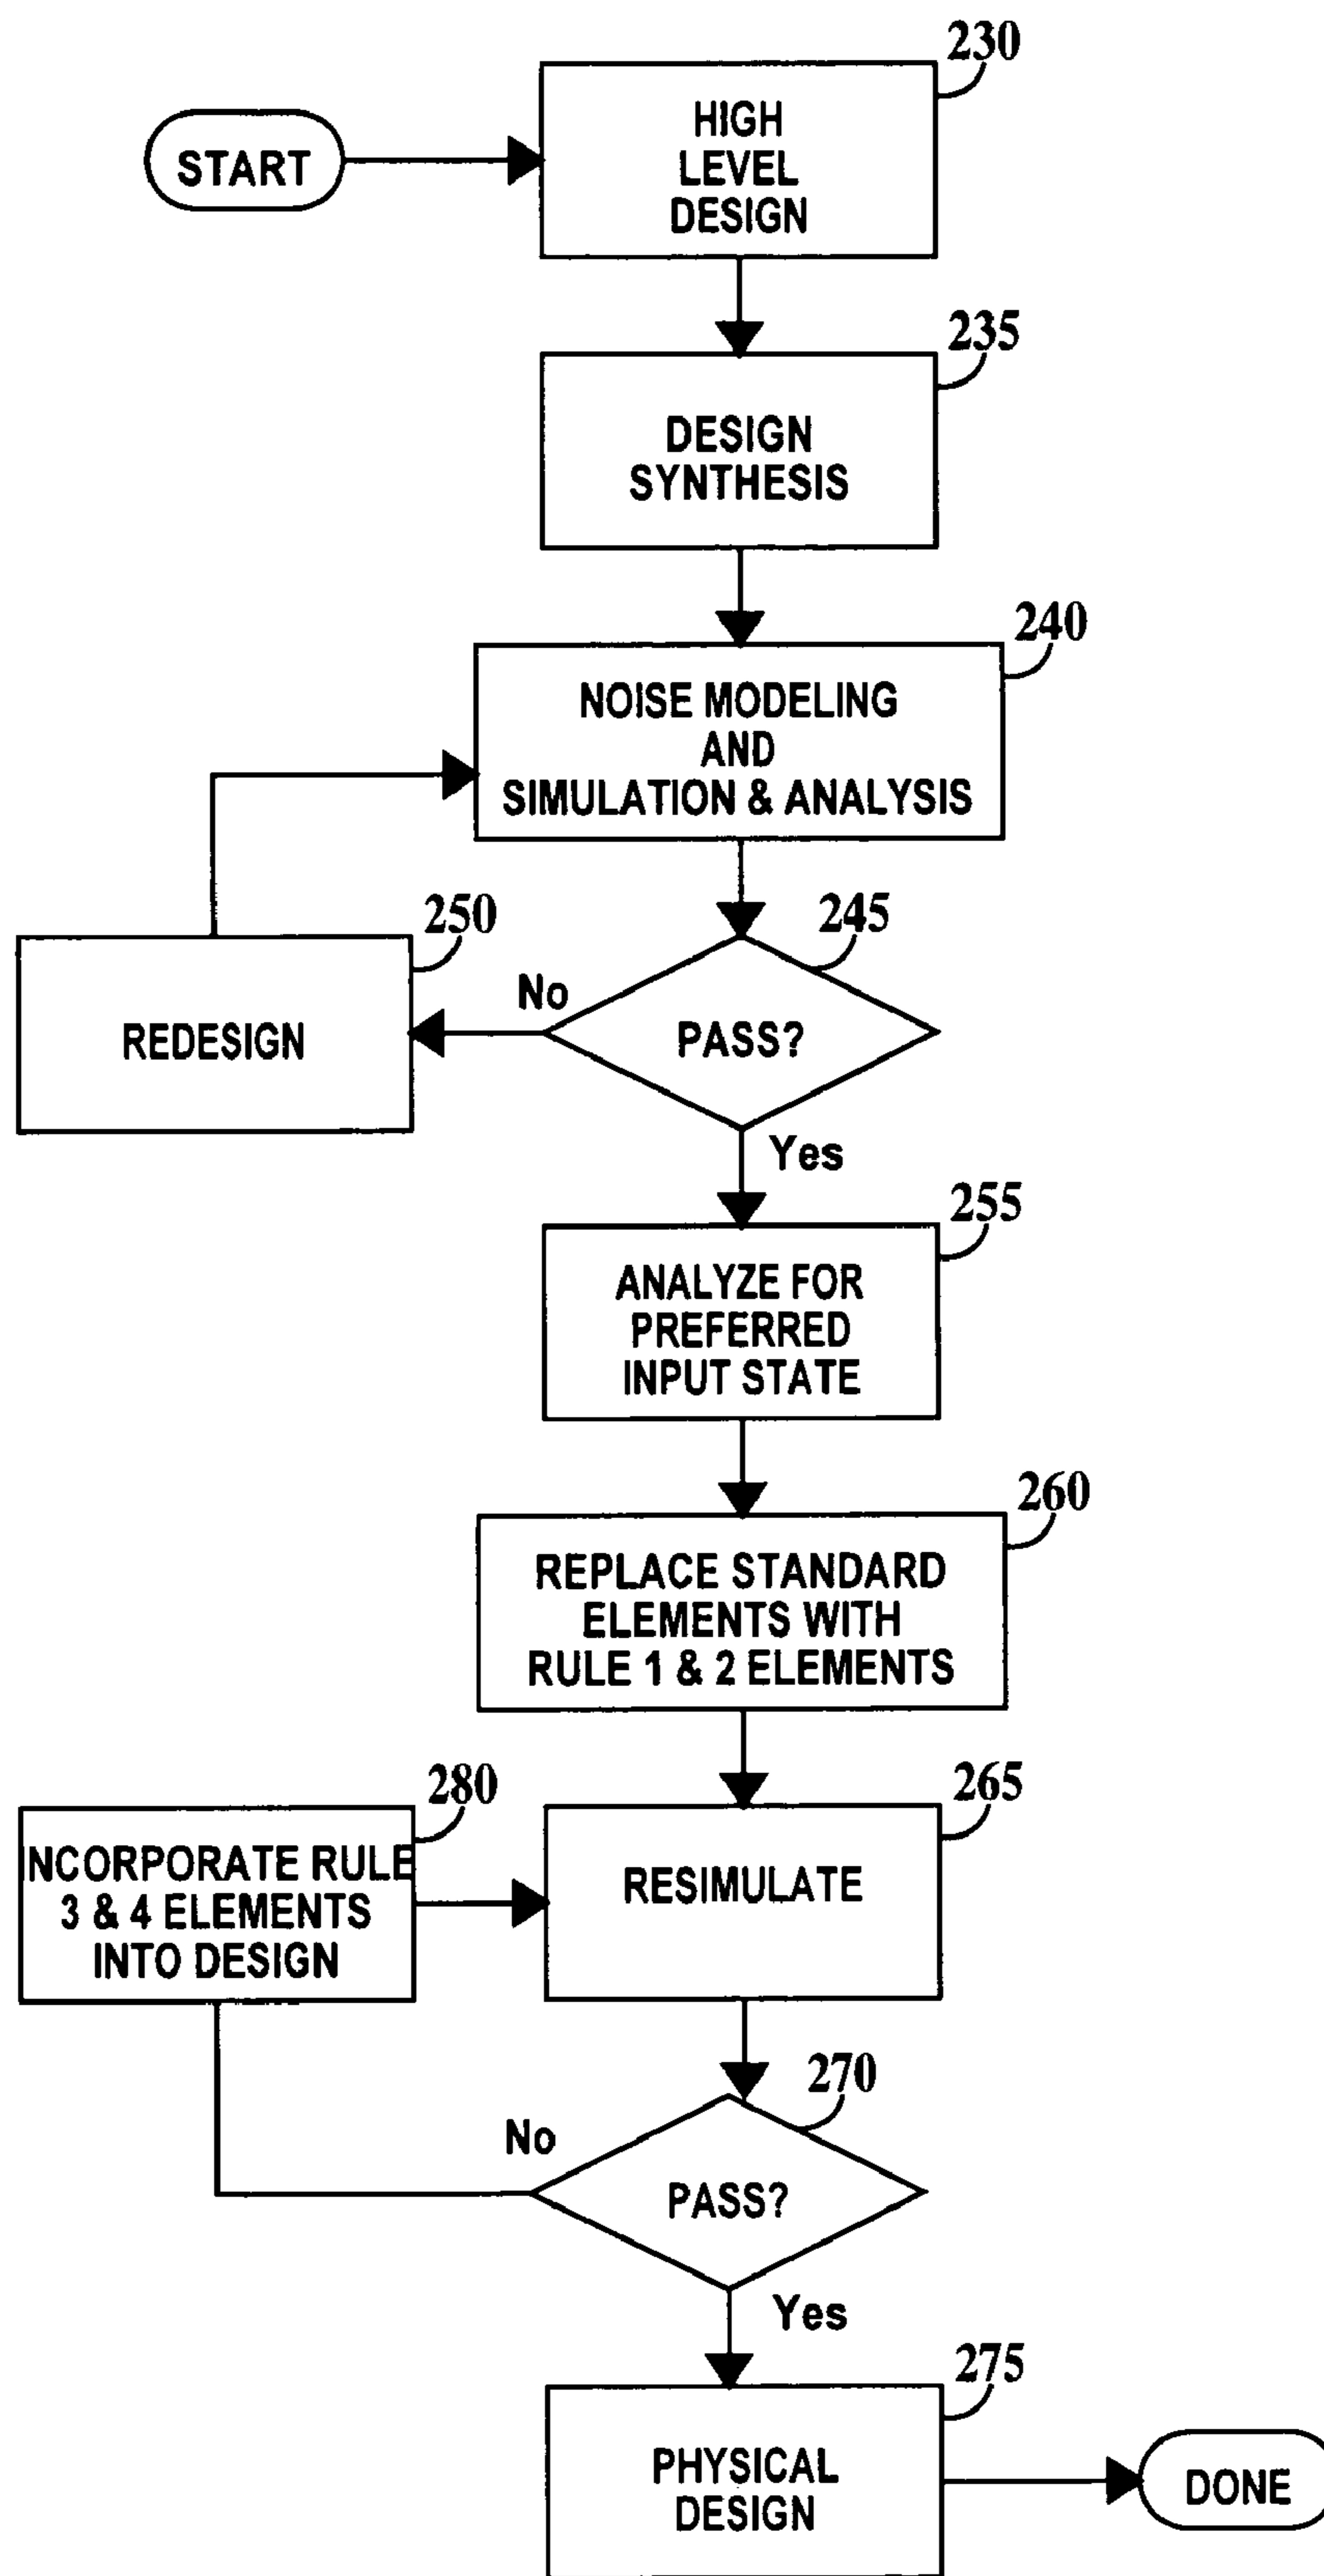 230
HIGH
LEVEL
DESIGN
START
235
DESIGN
SYNTHESIS
240
NOISE MODELING
AND
SIMULATION & ANALYSIS
250
245
No
REDESIGN
PASS?
Yes
255
ANALYZE FOR
PREFERRED
INPUT STATE
260
REPLACE STANDARD
ELEMENTS WITH
RULE 1 & 2 ELEMENTS
280
265
INCORPORATE RULE
3 & 4 ELEMENTS
INTO DESIGN
RESIMULATE
270
No
PASS?
Yes
275
PHYSICAL
DESIGN
DONE